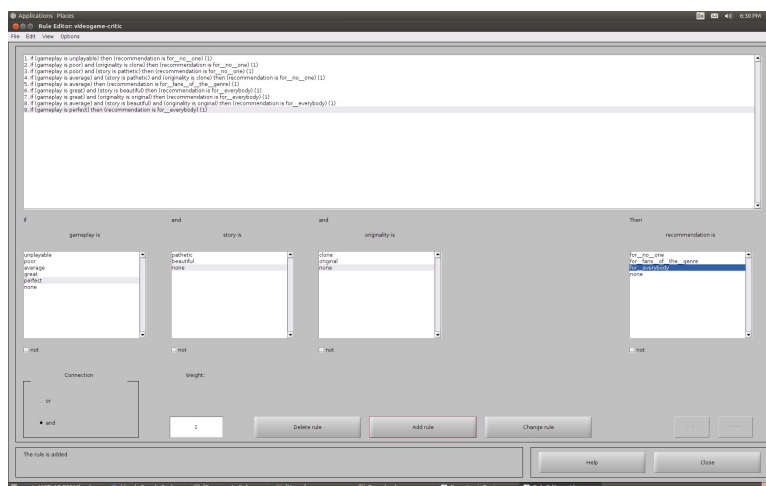 Applications Places
De 6:30 PM
Rule Editor: videogame-critic
File Edit View Options
1. If (gameplay is unplayable) then (recommendation is for__no__one) (1)
2. If (gameplay is poor) and (originality is clone) then (recommendation is for__no__one) (1)
3. If (gameplay is poor) and (story is pathetic) then (recommendation is for__no__one) (1)
4. If (gameplay is average) and (story is pathetic) and (originality is clone) then (recommendation is for__no__one) (1)
5. If (gameplay is average) then (recommendation is for__fans__of__the__genre) (1)
6. If (gameplay is great) and (story is beautiful) then (recommendation is for__everybody) (1)
7. If (gameplay is great) and (originality is original) then (recommendation is for__everybody) (1)
8. If (gameplay is average) and (story is beautiful) and (originality is original) then (recommendation is for__everybody) (1)
9. If (gameplay is perfect) then (recommendation is for__everybody) (1)
If and and Then
gameplay is story is originality is recommendation is
unplayable
poor
average
great
perfect
none
pathetic
beautiful
none
clone
original
none
for__no__one
for__fans__of__the__genre
for__everybody
none
not not not not
Connection Weight:
or
and
1 Delete rule Add rule Change rule << >>
The rule is added
Help Close